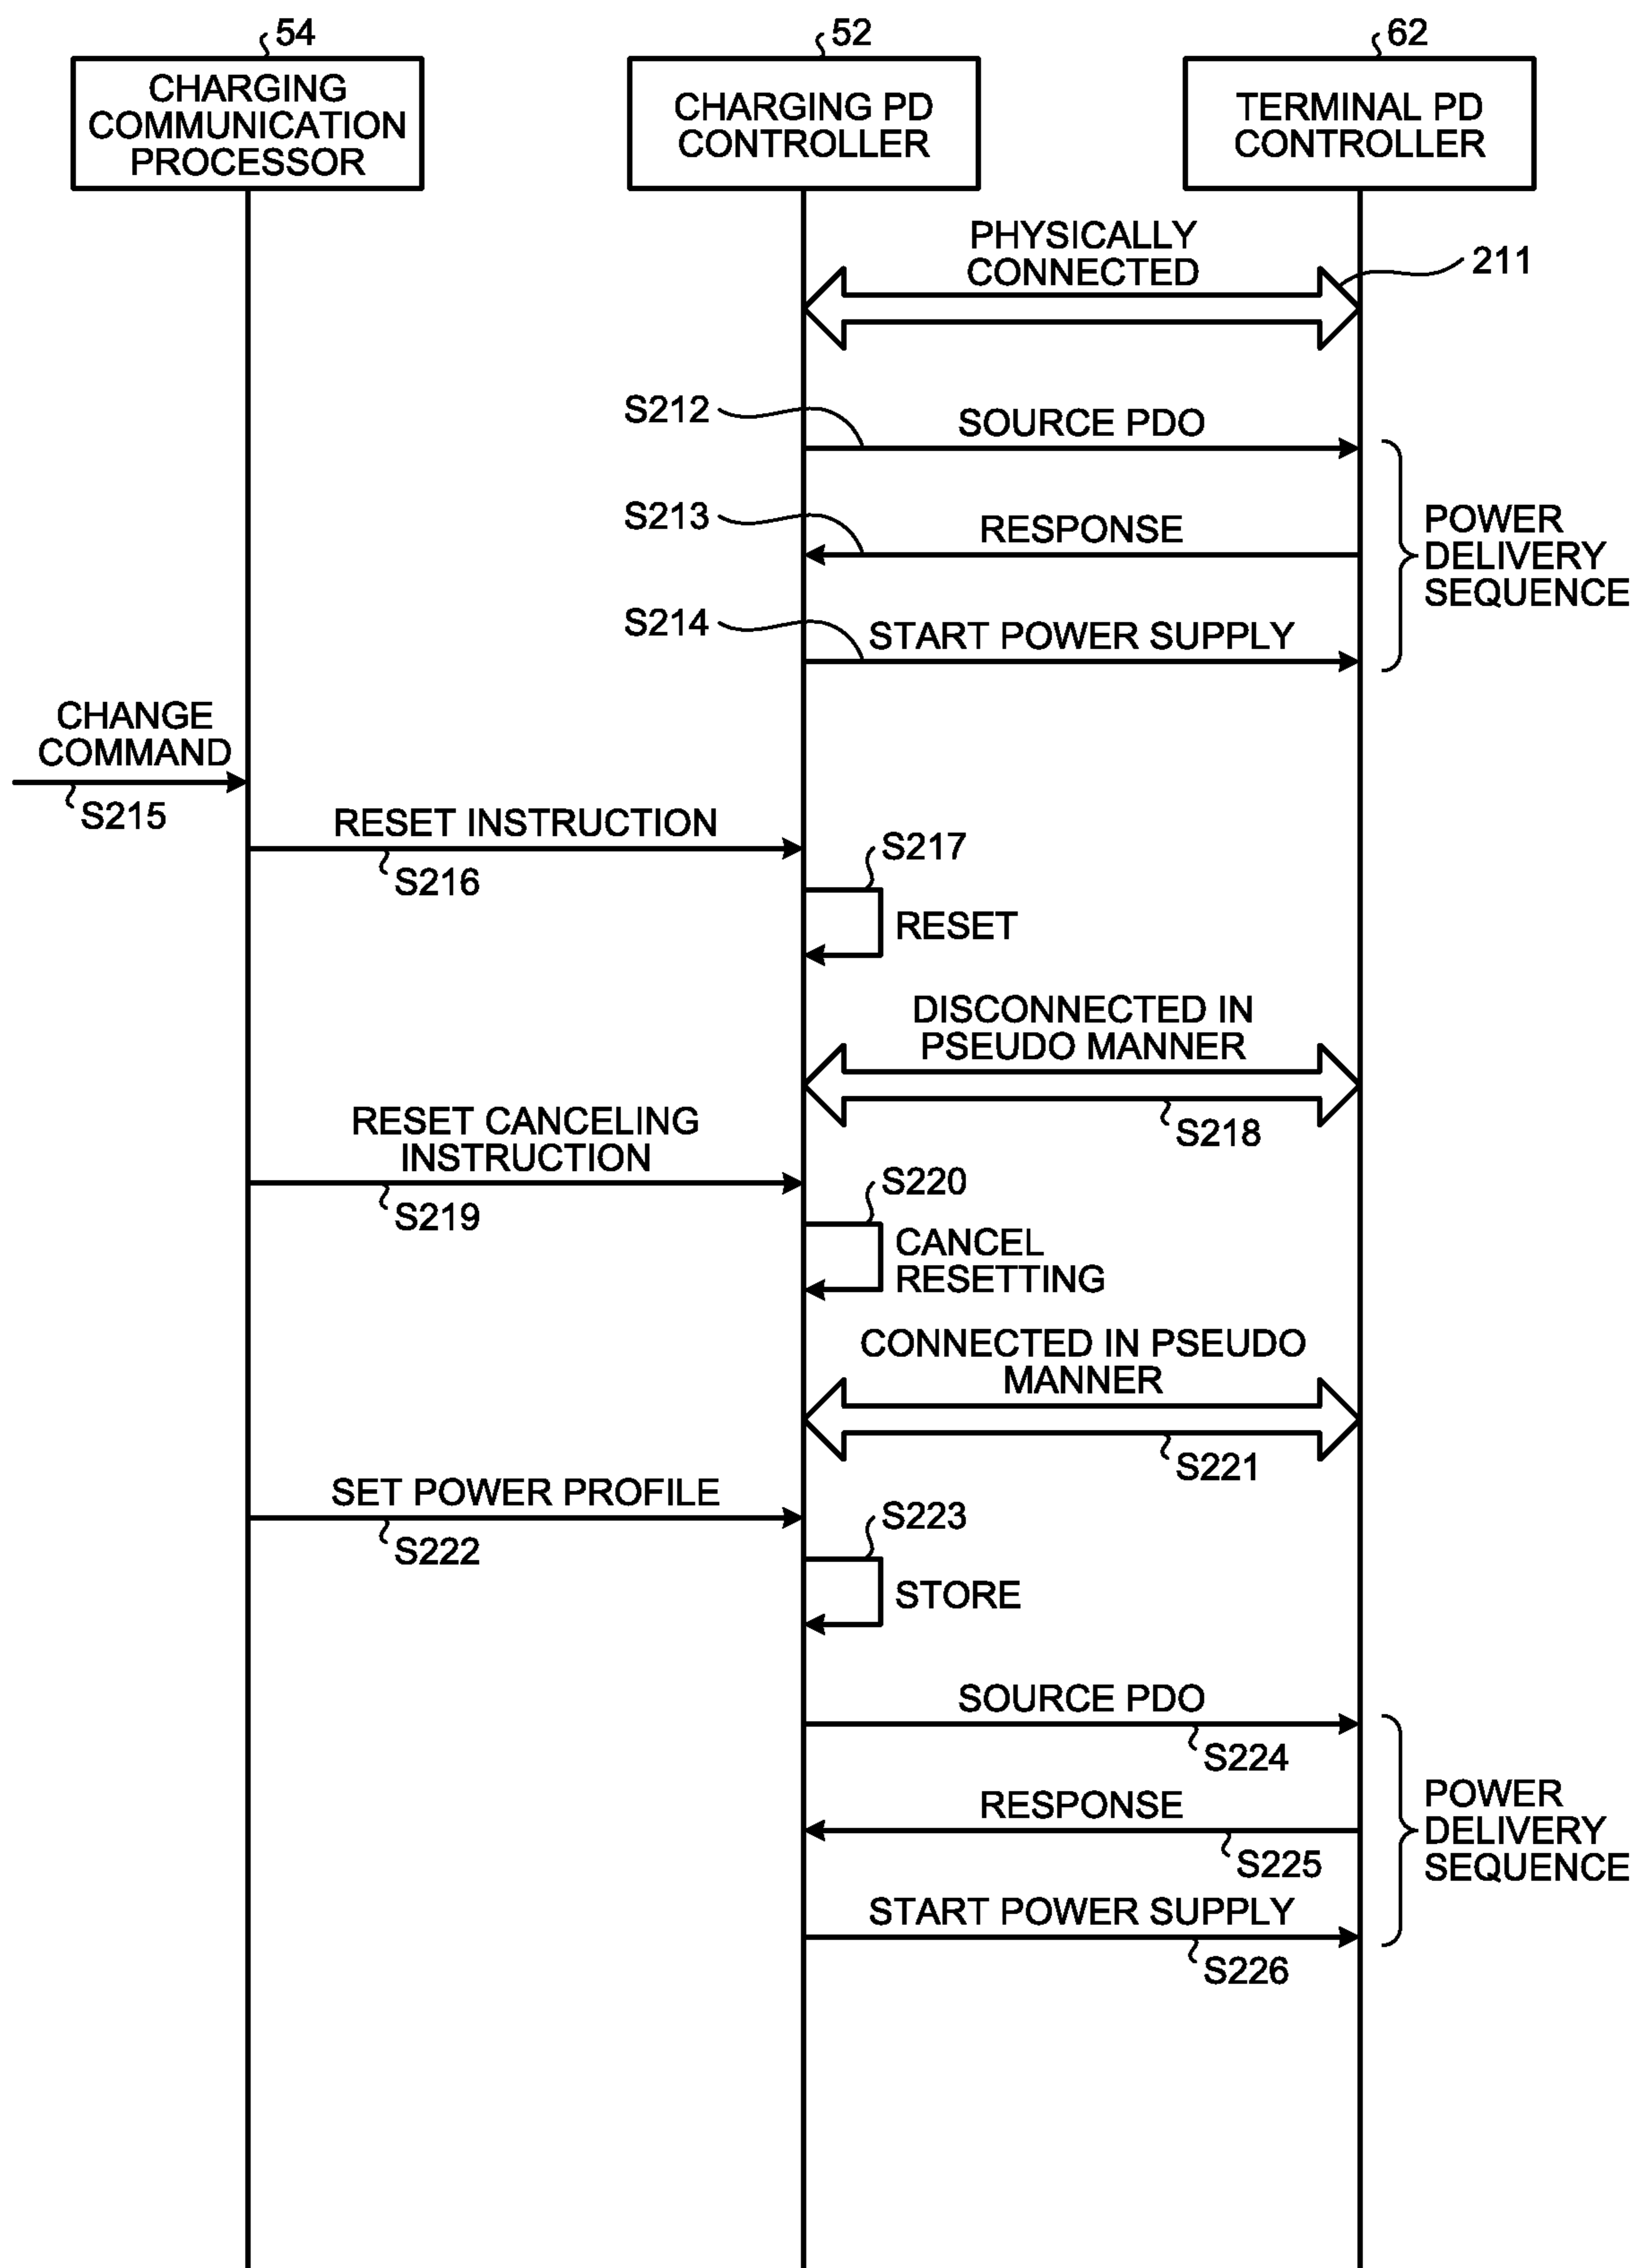 54
52
62
CHARGING
COMMUNICATION
PROCESSOR
CHARGING PD
CONTROLLER
TERMINAL PD
CONTROLLER
PHYSICALLY
CONNECTED
211
S212
SOURCE PDO
S213
RESPONSE
S214
START POWER SUPPLY
POWER
DELIVERY
SEQUENCE
CHANGE
COMMAND
S215
RESET INSTRUCTION
S216
S217
RESET
DISCONNECTED IN
PSEUDO MANNER
S218
RESET CANCELING
INSTRUCTION
S219
S220
CANCEL
RESETTING
CONNECTED IN PSEUDO
MANNER
S221
SET POWER PROFILE
S222
S223
STORE
SOURCE PDO
S224
RESPONSE
S225
START POWER SUPPLY
S226
POWER
DELIVERY
SEQUENCE